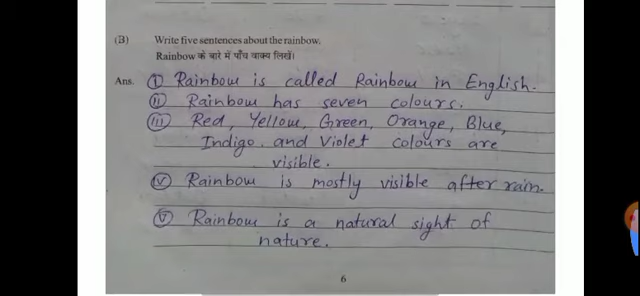 (B) Write five sentences about the rainbow.
Rainbow के बारे में पाँच वाक्य लिखें।
Ans. (i) Rainbow is called Rainbow in English.
(ii) Rainbow has seven colours.
(iii) Red, Yellow, Green, Orange, Blue,
Indigo and Violet colours are
visible.
(iv) Rainbow is mostly visible after rain.
(v) Rainbow is a natural sight of
nature.
6